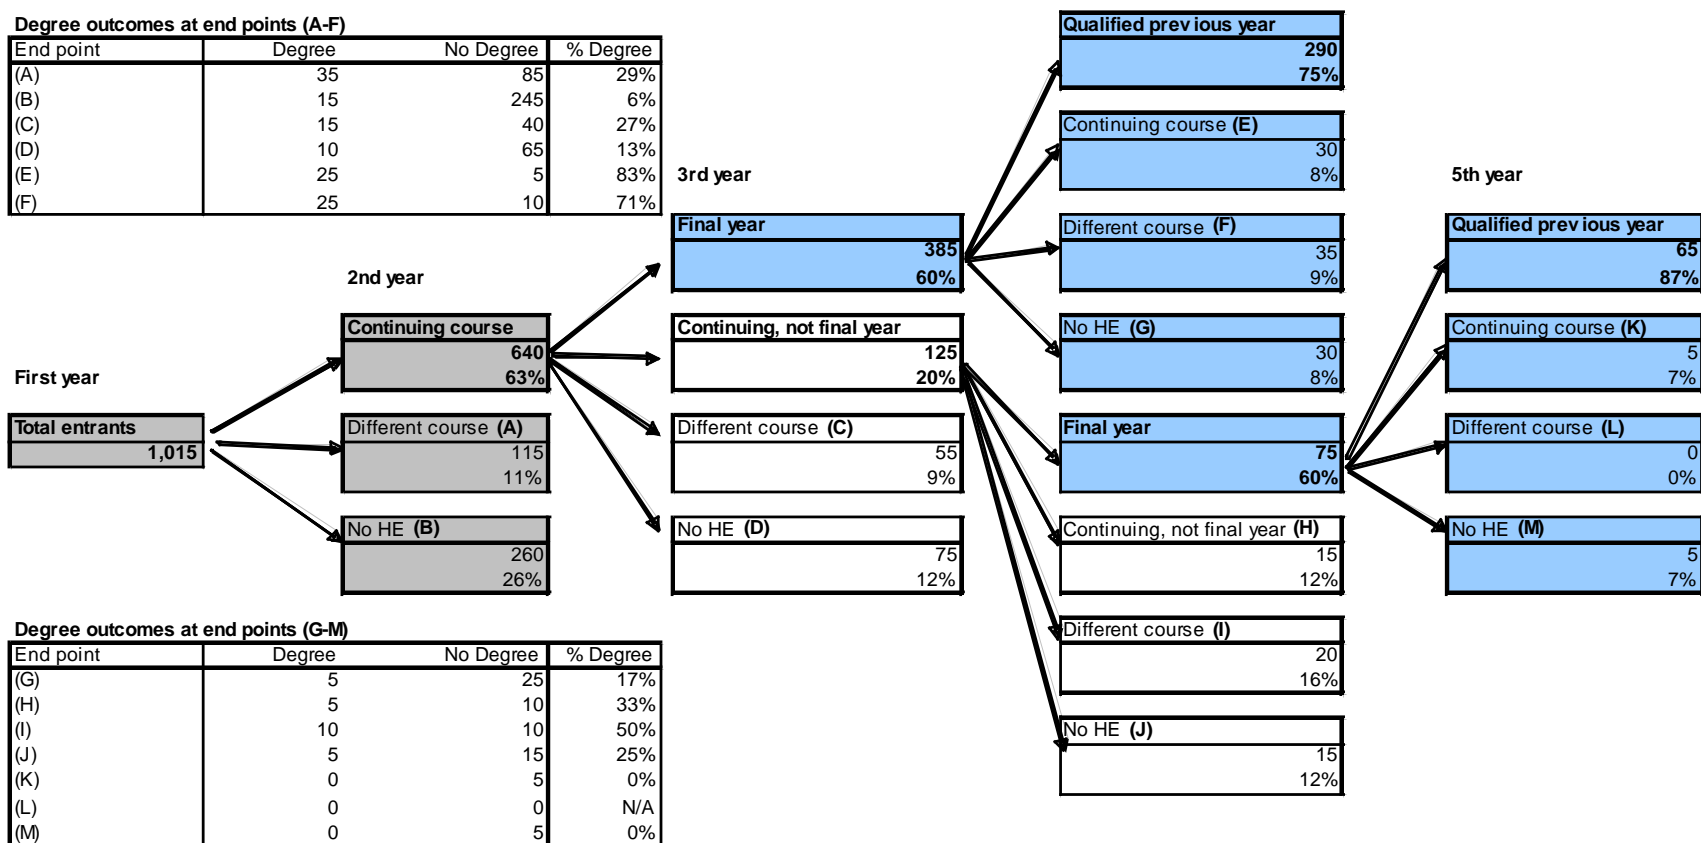 Degree outcomes at end points (A-F)
End point Degree No Degree % Degree
(A) 35 85 29%
(B) 15 245 6%
(C) 15 40 27%
(D) 10 65 13%
(E) 25 5 83%
(F) 25 10 71%
First year
Total entrants
1,015
2nd year
Continuing course
640
63%
Different course (A)
115
11%
No HE (B)
260
26%
3rd year
Final year
385
60%
Continuing, not final year
125
20%
Different course (C)
55
9%
No HE (D)
75
12%
Qualified previous year
290
75%
Continuing course (E)
30
8%
Different course (F)
35
9%
No HE (G)
30
8%
Final year
75
60%
Continuing, not final year (H)
15
12%
Different course (I)
20
16%
No HE (J)
15
12%
5th year
Qualified previous year
65
87%
Continuing course (K)
5
7%
Different course (L)
0
0%
No HE (M)
5
7%
Degree outcomes at end points (G-M)
End point Degree No Degree % Degree
(G) 5 25 17%
(H) 5 10 33%
(I) 10 10 50%
(J) 5 15 25%
(K) 0 5 0%
(L) 0 0 N/A
(M) 0 5 0%